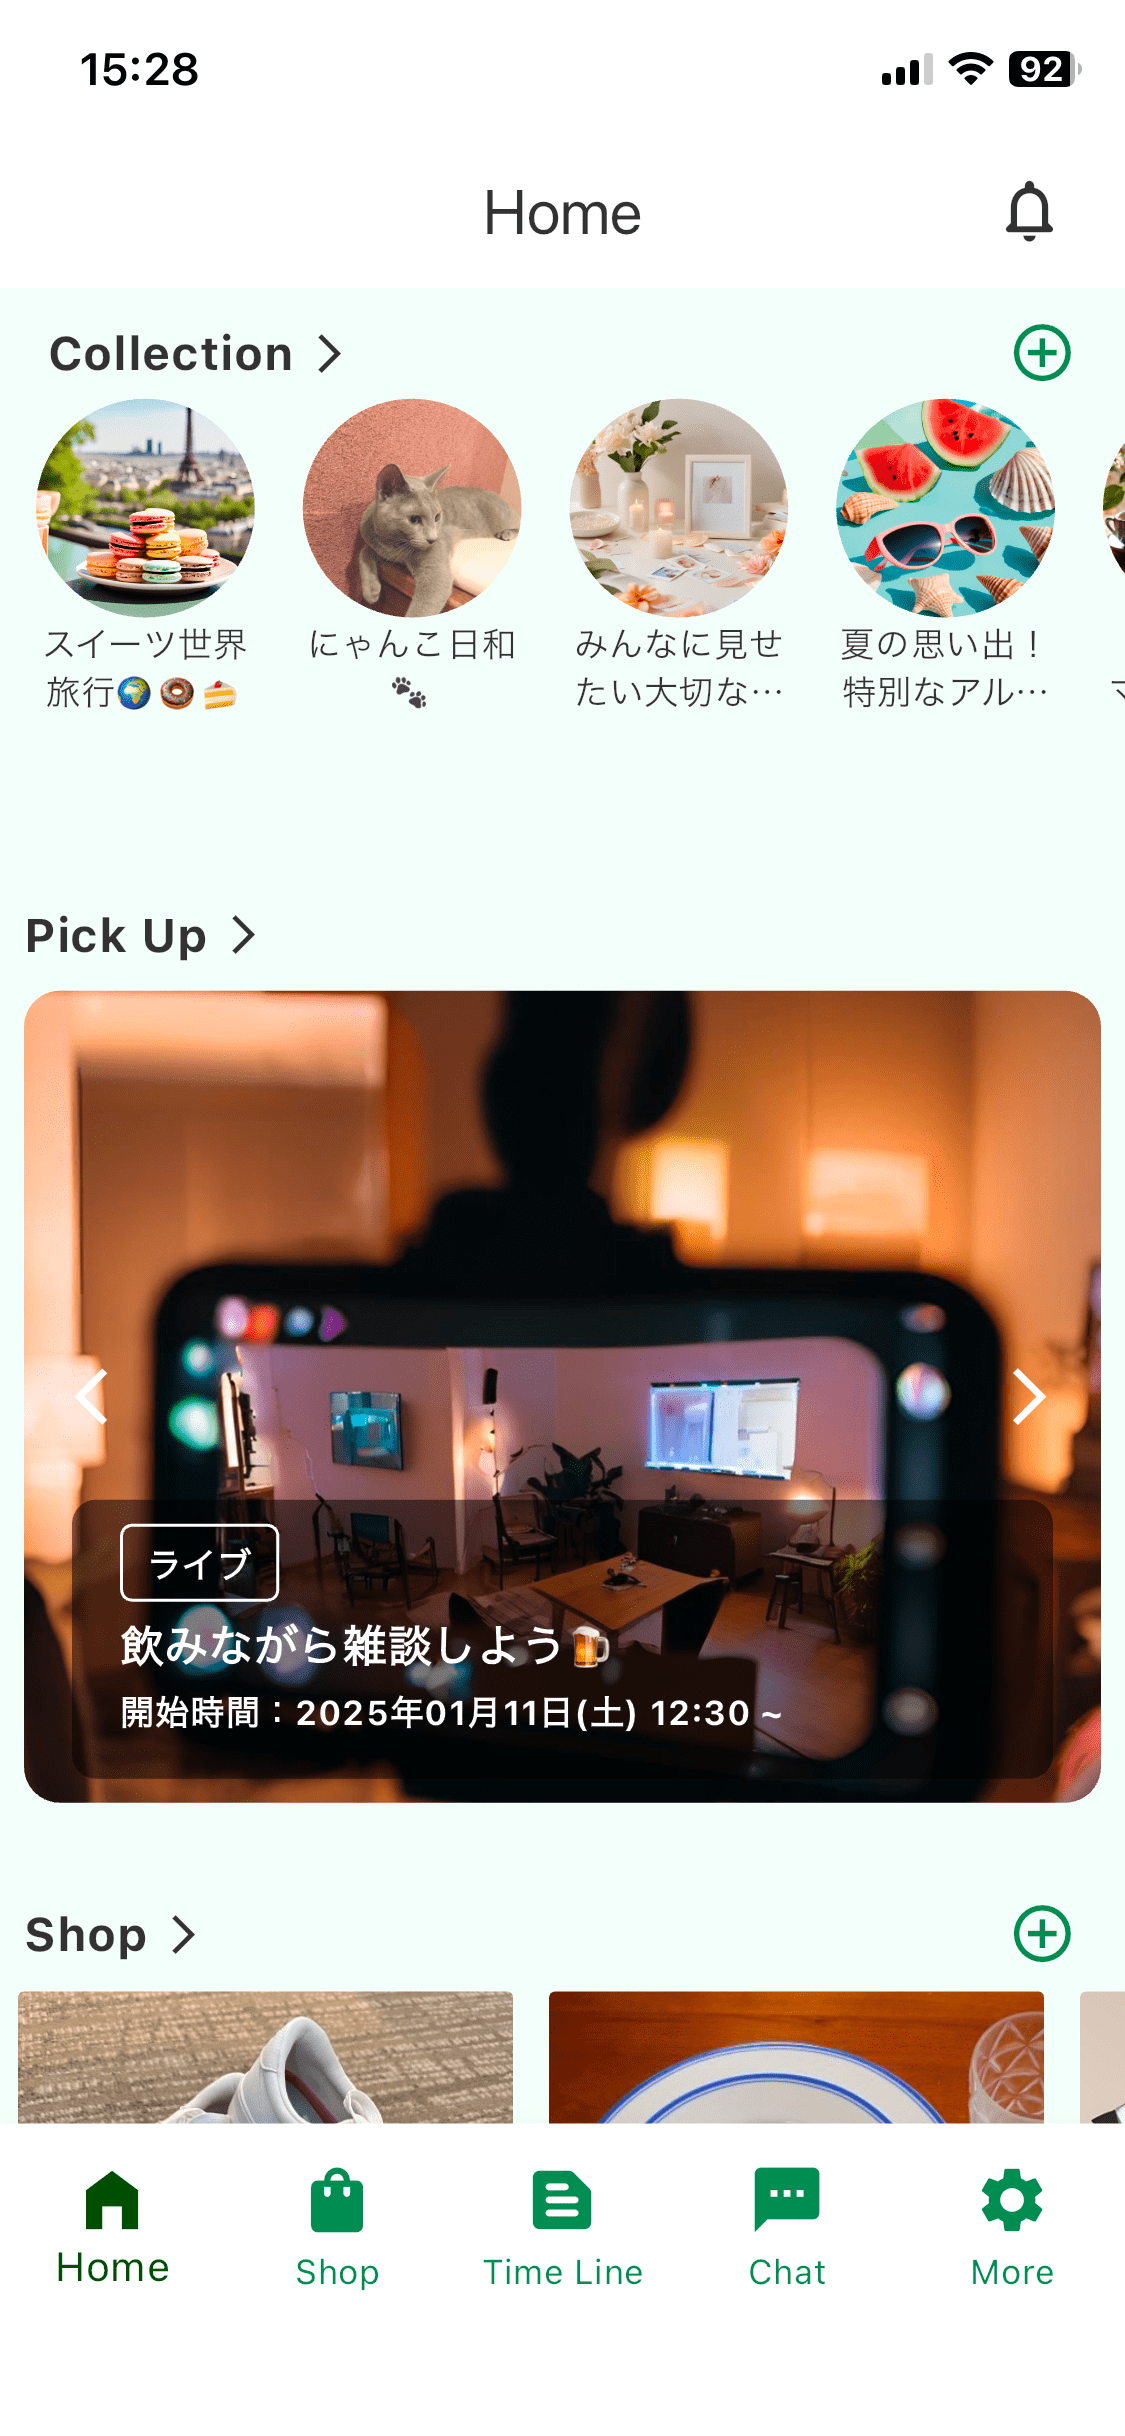 15:28
92
Home
Collection
スイーツ世界
旅行🌍🍩🍰
にゃんこ日和
🐾
みんなに見せ
たい大切な…
夏の思い出！
特別なアル…
Pick Up
ライブ
飲みながら雑談しよう🍺
開始時間：2025年01月11日(土) 12:30 ~
Shop
Home
Shop
Time Line
Chat
More